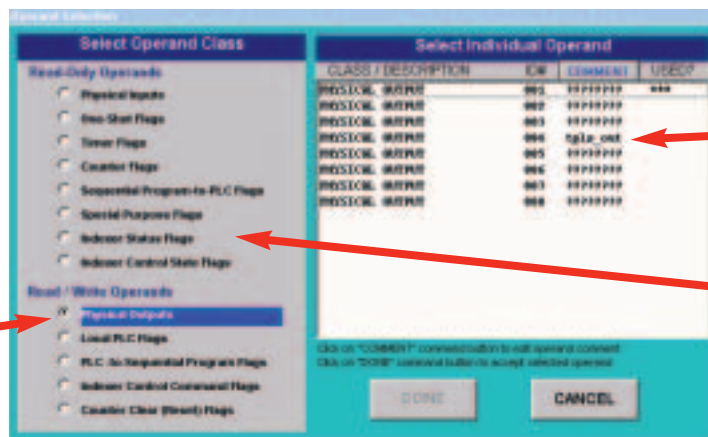 Operand Selection
Select Operand Class
Read-Only Operands
Physical Inputs
One-Shot Flags
Timer Flags
Counter Flags
Sequential Program-to-PLC Flags
Special Purpose Flags
Indexer Status Flags
Indexer Control State Flags
Read / Write Operands
Physical Outputs
Local PLC Flags
PLC-to-Sequential Program Flags
Indexer Control Command Flags
Counter Clear (Reset) Flags
Select Individual Operand
CLASS / DESCRIPTION ID# COMMENT USED?
PHYSICAL OUTPUT 001 ???????? ***
PHYSICAL OUTPUT 002 ????????
PHYSICAL OUTPUT 003 ????????
PHYSICAL OUTPUT 004
PHYSICAL OUTPUT 005 ????????
PHYSICAL OUTPUT 006 ????????
PHYSICAL OUTPUT 007 ????????
PHYSICAL OUTPUT 008 ????????
Click on "COMMENT" command button to edit operand comment
Click on "DONE" command button to accept selected operand
DONE
CANCEL